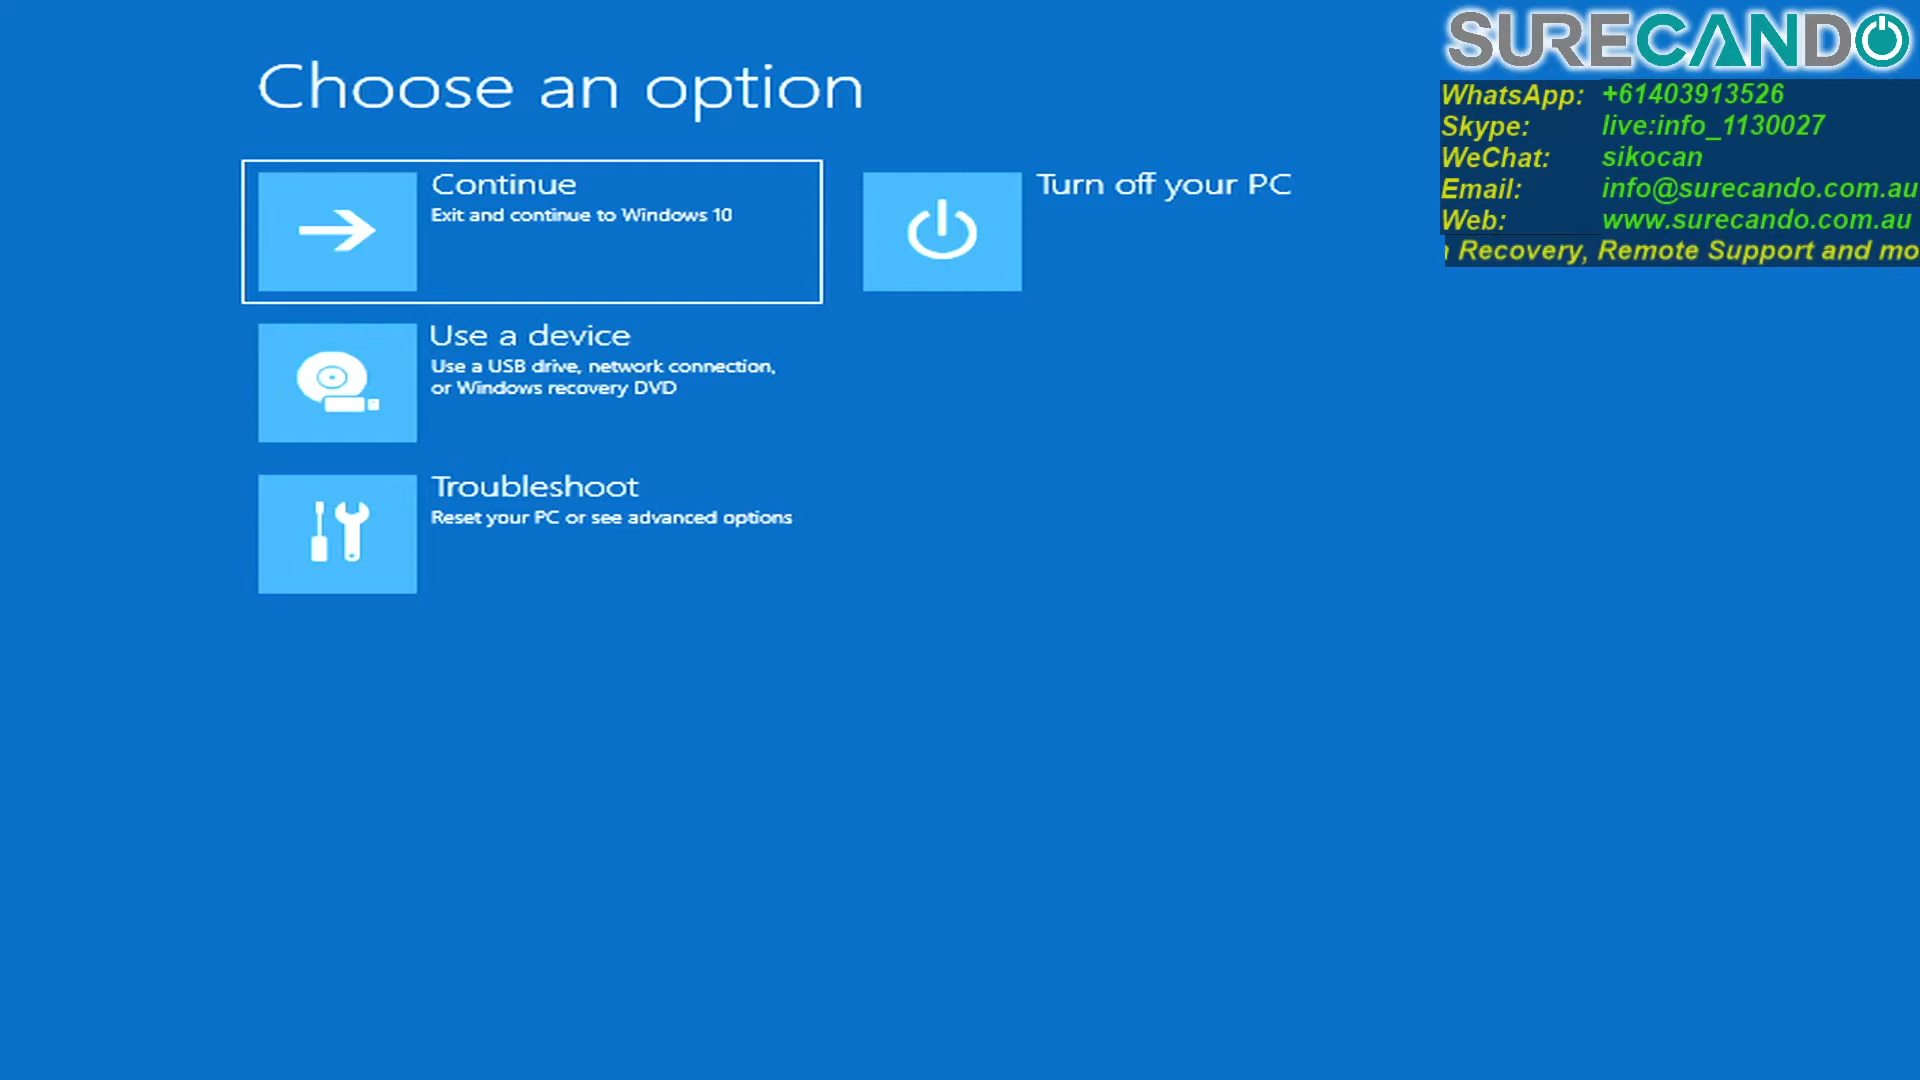 Choose an option
Continue
Exit and continue to Windows 10
Turn off your PC
Use a device
Use a USB drive, network connection,
or Windows recovery DVD
Troubleshoot
Reset your PC or see advanced options
SURECANDO
WhatsApp: +61403913526
Skype: live:info_1130027
WeChat: sikocan
Email: info@surecando.com.au
Web: www.surecando.com.au
Recovery, Remote Support and mo